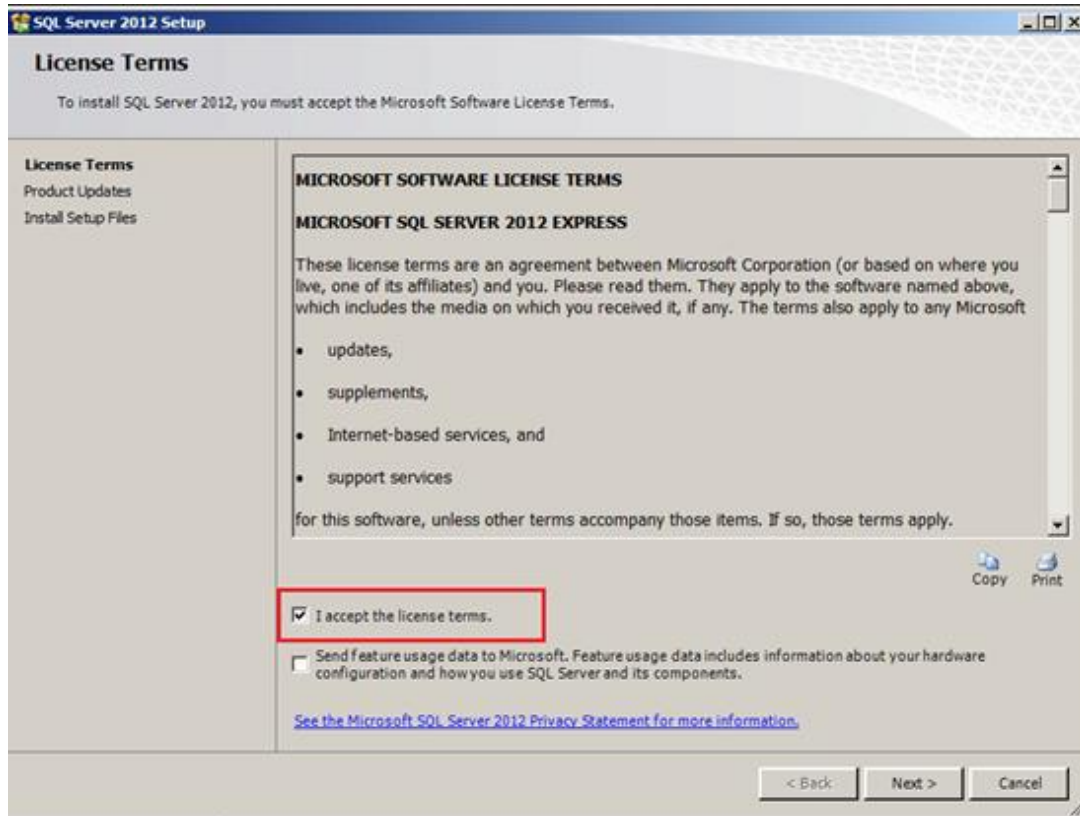 SQL Server 2012 Setup
License Terms
To install SQL Server 2012, you must accept the Microsoft Software License Terms.
License Terms
Product Updates
Install Setup Files
MICROSOFT SOFTWARE LICENSE TERMS
MICROSOFT SQL SERVER 2012 EXPRESS
These license terms are an agreement between Microsoft Corporation (or based on where you
live, one of its affiliates) and you. Please read them. They apply to the software named above,
which includes the media on which you received it, if any. The terms also apply to any Microsoft
• updates,
• supplements,
• Internet-based services, and
• support services
for this software, unless other terms accompany those items. If so, those terms apply.
Copy Print
I accept the license terms.
Send feature usage data to Microsoft. Feature usage data includes information about your hardware
configuration and how you use SQL Server and its components.
See the Microsoft SQL Server 2012 Privacy Statement for more information.
< Back Next > Cancel